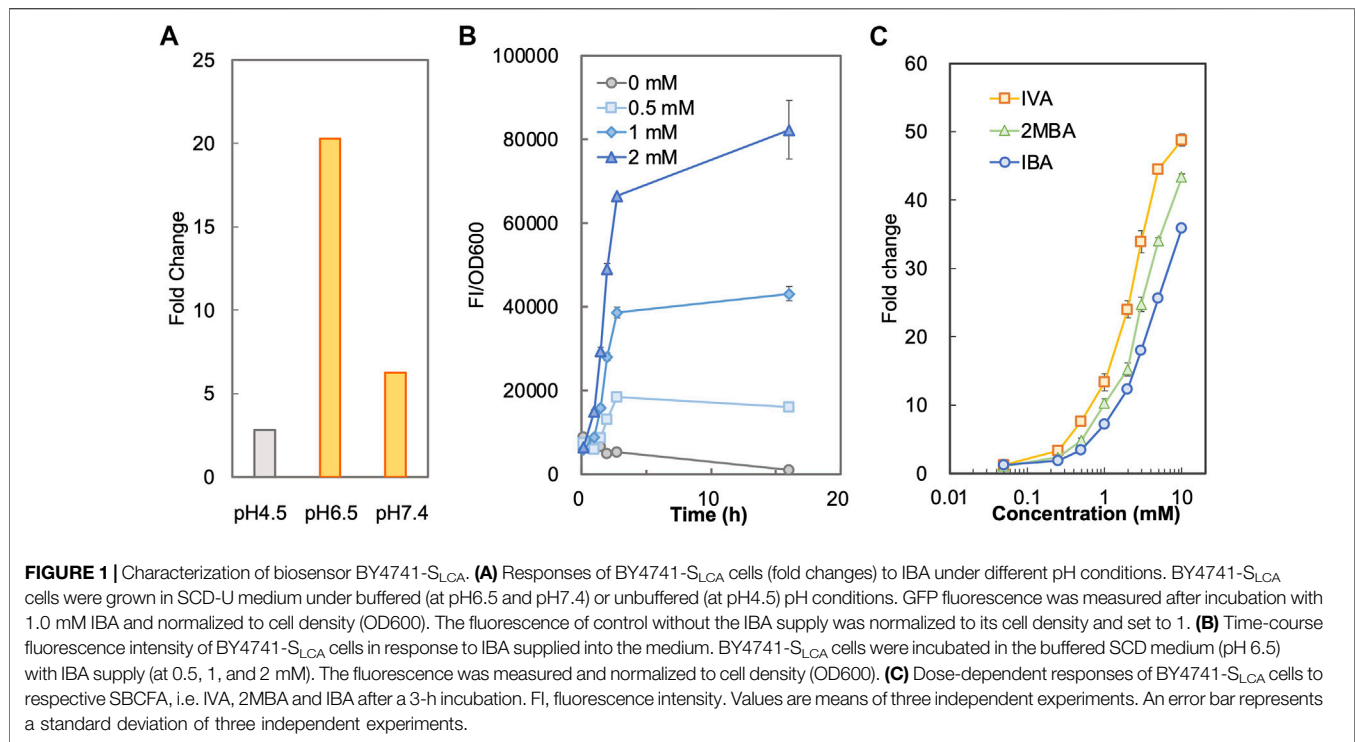 A
25
20
15
10
5
0
Fold Change
pH4.5 pH6.5 pH7.4
B
100000
80000
60000
40000
20000
0
FI/OD600
0 mM
0.5 mM
1 mM
2 mM
0 10 20
Time (h)
C
60
50
40
30
20
10
0
Fold change
IVA
2MBA
IBA
0.01 0.1 1 10
Concentration (mM)
FIGURE 1 | Characterization of biosensor BY4741-SLCA. (A) Responses of BY4741-SLCA cells (fold changes) to IBA under different pH conditions. BY4741-SLCA
cells were grown in SCD-U medium under buffered (at pH6.5 and pH7.4) or unbuffered (at pH4.5) pH conditions. GFP fluorescence was measured after incubation with
1.0 mM IBA and normalized to cell density (OD600). The fluorescence of control without the IBA supply was normalized to its cell density and set to 1. (B) Time-course
fluorescence intensity of BY4741-SLCA cells in response to IBA supplied into the medium. BY4741-SLCA cells were incubated in the buffered SCD medium (pH 6.5)
with IBA supply (at 0.5, 1, and 2 mM). The fluorescence was measured and normalized to cell density (OD600). (C) Dose-dependent responses of BY4741-SLCA cells to
respective SBCFA, i.e. IVA, 2MBA and IBA after a 3-h incubation. FI, fluorescence intensity. Values are means of three independent experiments. An error bar represents
a standard deviation of three independent experiments.